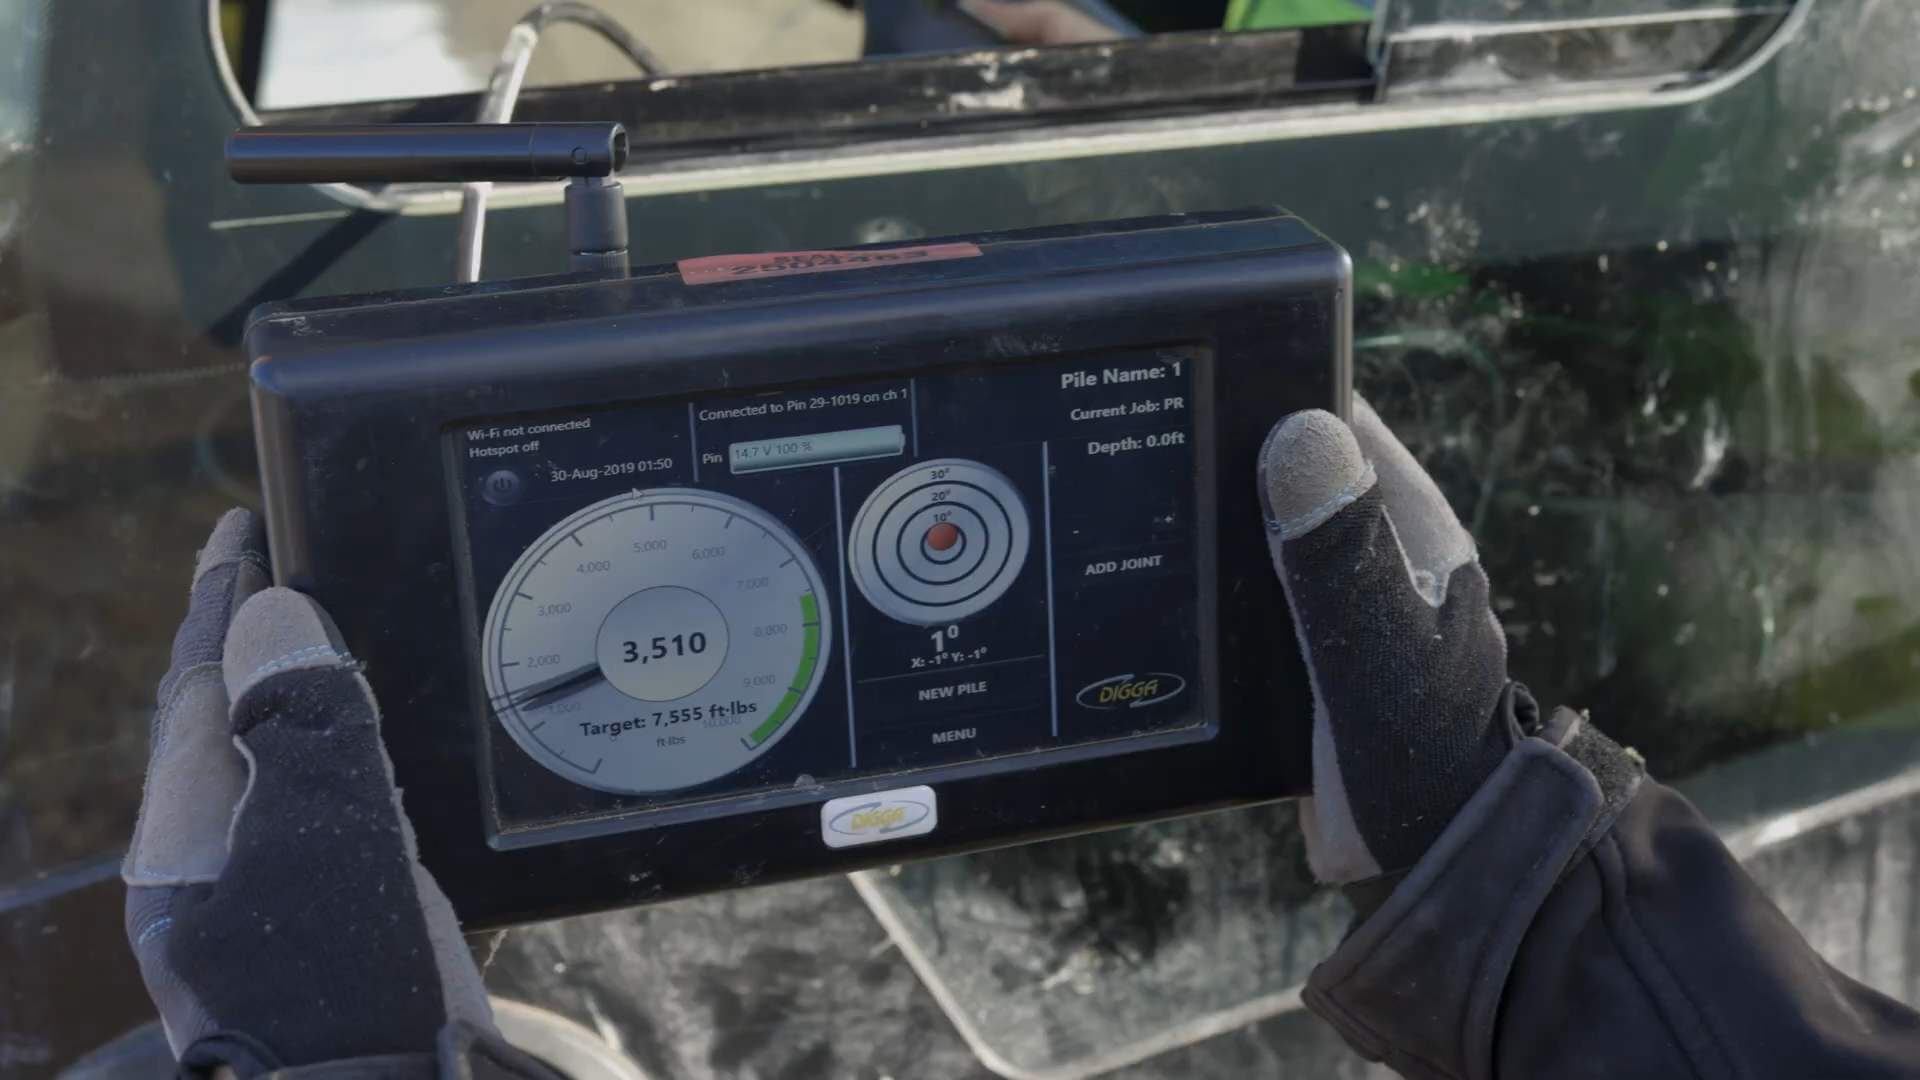 SEAL
2504463
Wi-Fi not connected
Hotspot off
30-Aug-2019 01:50
Connected to Pin 29-1019 on ch 1
Pin 14.7 V 100 %
Pile Name: 1
Current Job: PR
Depth: 0.0ft
- +
ADD JOINT
DIGGA
30°
20°
10°
1°
X: -1° Y: -1°
NEW PILE
MENU
0
1,000
2,000
3,000
4,000
5,000
6,000
7,000
8,000
9,000
10,000
3,510
Target: 7,555 ft·lbs
ft·lbs
DIGGA